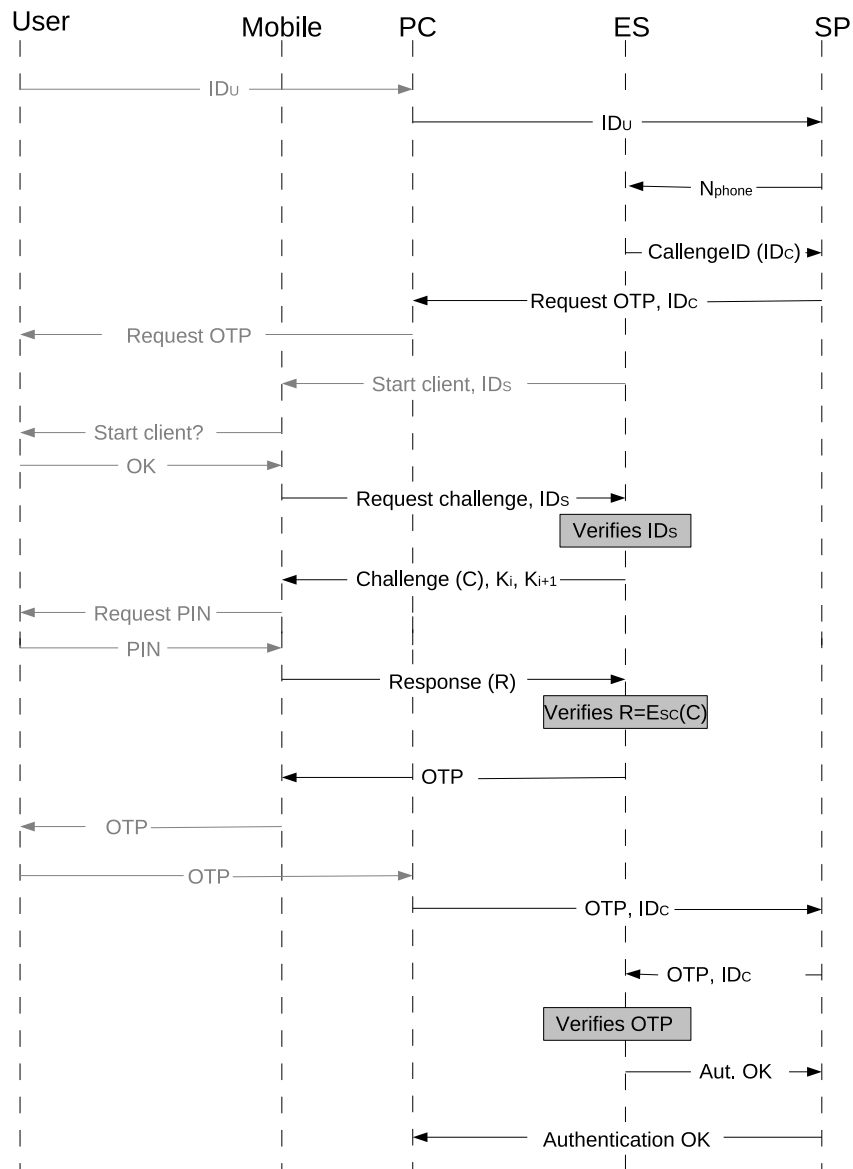 User Mobile PC ES SP
IDU
IDU
Nphone
CallengeID (IDC)
Request OTP, IDC
Request OTP
Start client, IDS
Start client?
OK
Request challenge, IDS
Verifies IDS
Challenge (C), Ki, Ki+1
Request PIN
PIN
Response (R)
Verifies R=ESC(C)
OTP
OTP
OTP
OTP, IDC
OTP, IDC
Verifies OTP
Aut. OK
Authentication OK